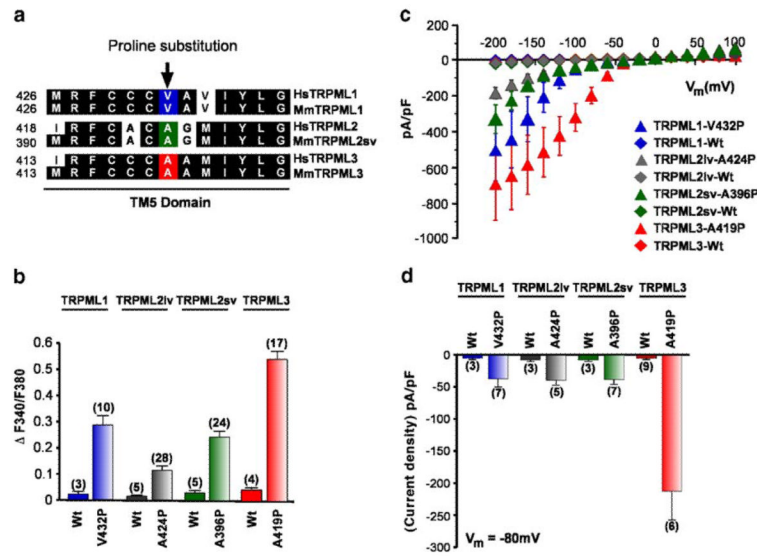 a
Proline substitution
426 M R F C C C V A V I Y L G HsTRPML1
426 M R F C C C V A V I Y L G MmTRPML1
418 I R F C A C A G M I Y L G HsTRPML2
390 M R F C A C A G M I Y L G MmTRPML2sv
413 I R F C C C A A M I Y L G HsTRPML3
413 M R F C C C A A M I Y L G MmTRPML3
TM5 Domain
b
TRPML1 TRPML2lv TRPML2sv TRPML3
Δ F340/F380
0.6
0.5
0.4
0.3
0.2
0.1
0
(3) (10) (5) (28) (5) (24) (4) (17)
Wt V432P Wt A424P Wt A396P Wt A419P
c
pA/pF
200
0
-200
-400
-600
-800
-1000
-200 -150 -100 -50 0 50 100
Vm(mV)
TRPML1-V432P
TRPML1-Wt
TRPML2lv-A424P
TRPML2lv-Wt
TRPML2sv-A396P
TRPML2sv-Wt
TRPML3-A419P
TRPML3-Wt
d
TRPML1 TRPML2lv TRPML2sv TRPML3
Wt V432P Wt A424P Wt A396P Wt A419P
(Current density) pA/pF
0
-50
-100
-150
-200
-250
-300
(3) (7) (3) (5) (3) (7) (9) (6)
Vm = -80mV